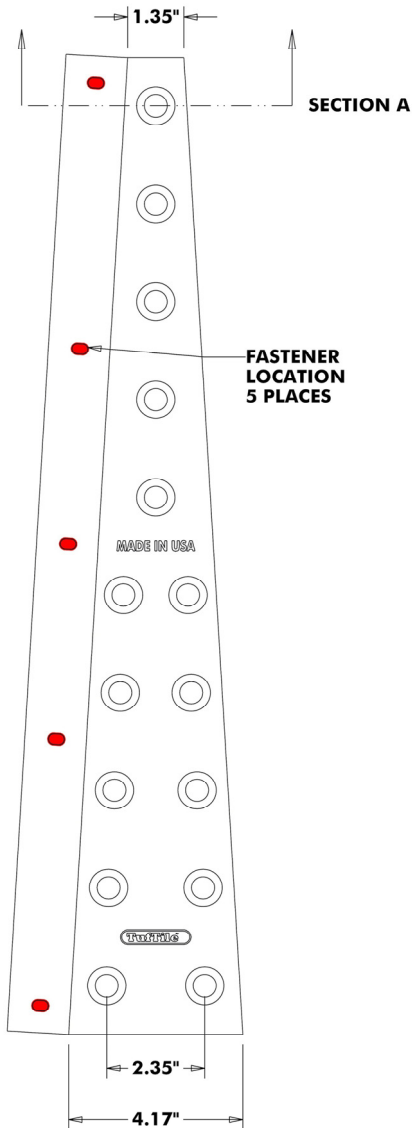 1.35"
SECTION A
FASTENER
LOCATION
5 PLACES
MADE IN USA
TufTile
2.35"
4.17"